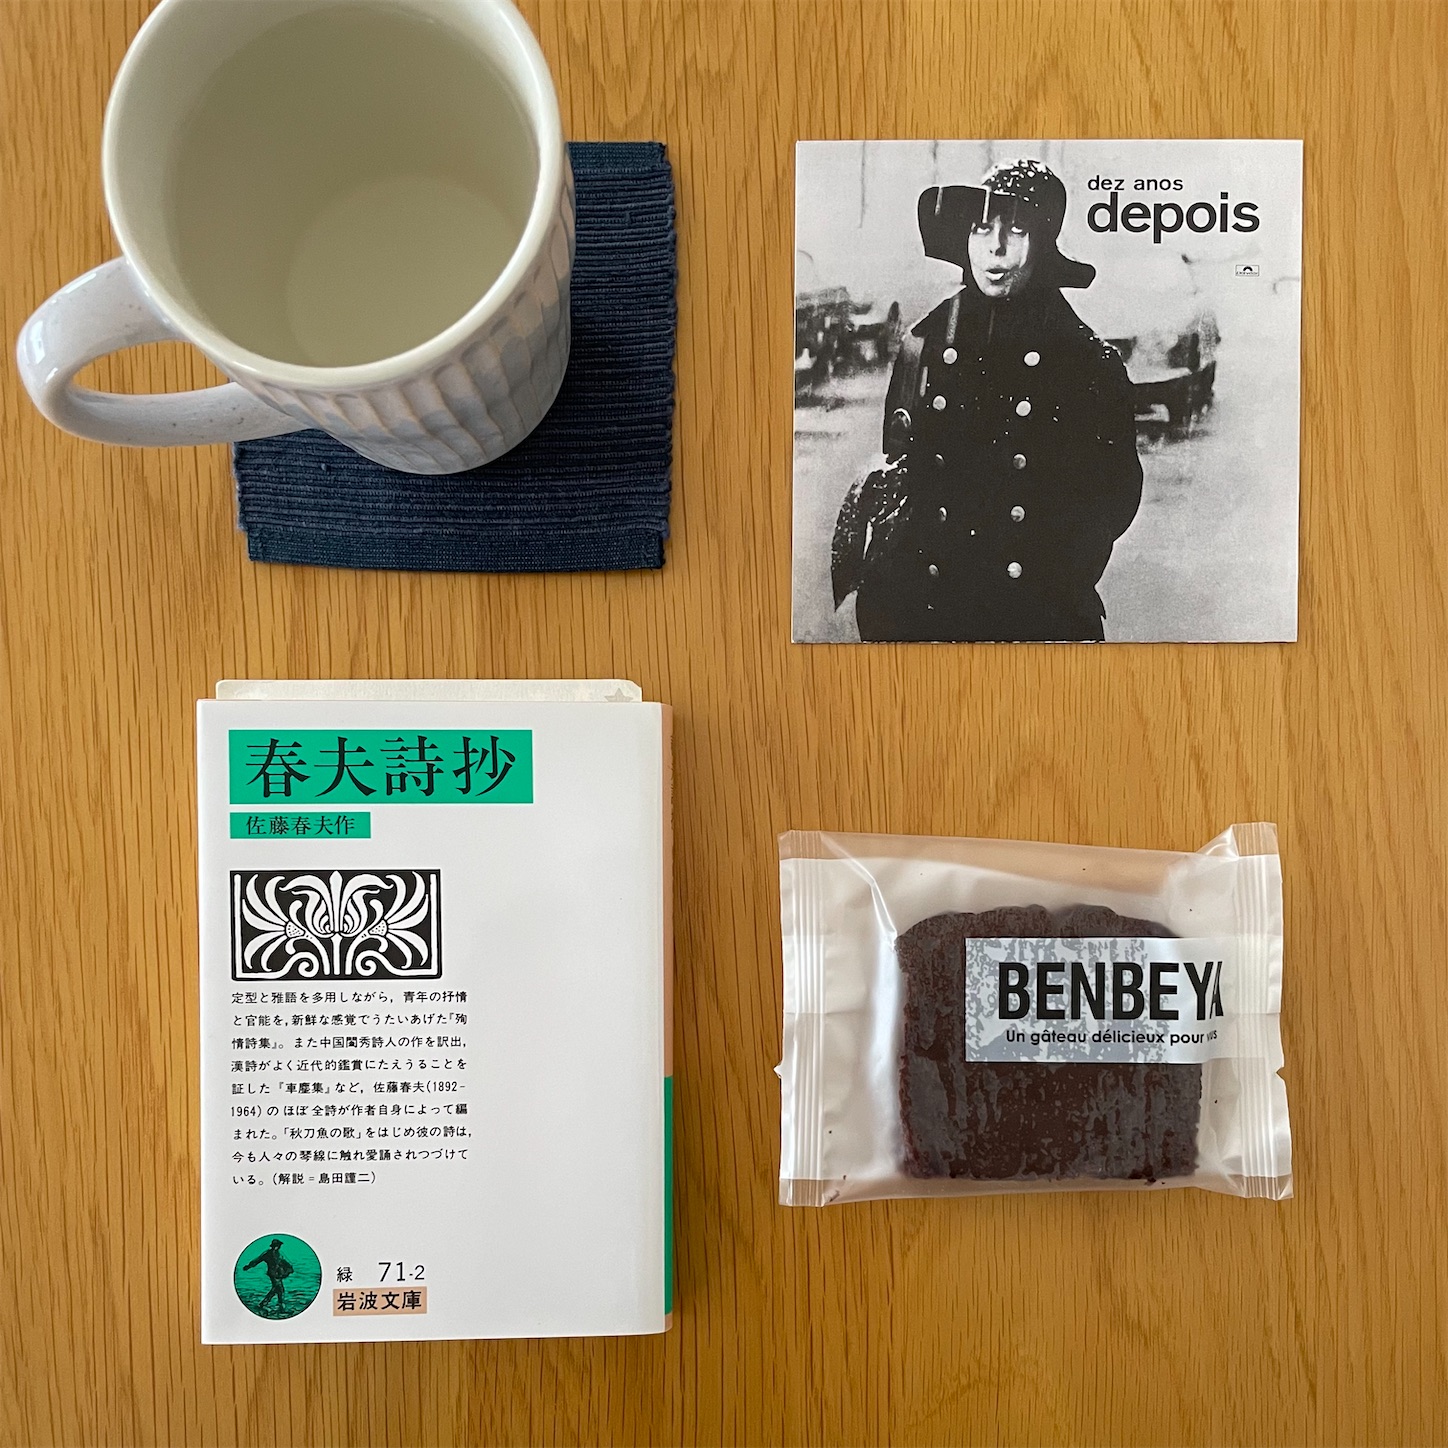 dez anos
depois
春夫詩抄
佐藤春夫作
定型と雅語を多用しながら，青年の抒情
と官能を，新鮮な感覚でうたいあげた『殉
情詩集』。また中国閨秀詩人の作を訳出，
漢詩がよく近代的鑑賞にたえうることを
証した『車塵集』など，佐藤春夫（1892-
1964）のほぼ全詩が作者自身によって編
まれた。「秋刀魚の歌」をはじめ彼の詩は，
今も人々の琴線に触れ愛誦されつづけて
いる。（解説＝島田謹二）
緑 71-2
岩波文庫
BENBEYA
Un gâteau délicieux pour